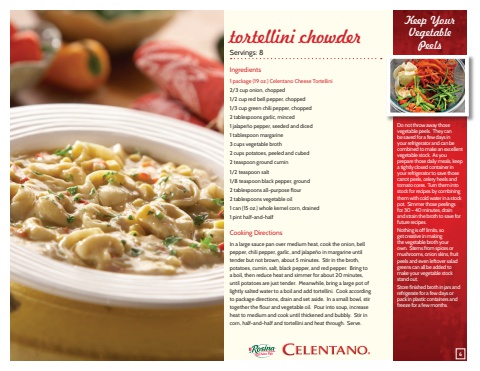 tortellini chowder
Servings: 8
Ingredients
1 package (19 oz.) Celentano Cheese Tortellini
2/3 cup onion, chopped
1/2 cup red bell pepper, chopped
1/3 cup green chili pepper, chopped
2 tablespoons garlic, minced
1 jalapeño pepper, seeded and diced
1 tablespoon margarine
3 cups vegetable broth
2 cups potatoes, peeled and cubed
2 teaspoon ground cumin
1/2 teaspoon salt
1/8 teaspoon black pepper, ground
2 tablespoons all-purpose flour
2 tablespoons vegetable oil
1 can (15 oz.) whole kernel corn, drained
1 pint half-and-half
Cooking Directions
In a large sauce pan over medium heat, cook the onion, bell
pepper, chili pepper, garlic, and jalapeño in margarine until
tender but not brown, about 5 minutes. Stir in the broth,
potatoes, cumin, salt, black pepper, and red pepper. Bring to
a boil, then reduce heat and simmer for about 20 minutes,
until potatoes are just tender. Meanwhile, bring a large pot of
lightly salted water to a boil and add tortellini. Cook according
to package directions, drain and set aside. In a small bowl, stir
together the flour and vegetable oil. Pour into soup, increase
heat to medium and cook until thickened and bubbly. Stir in
corn, half-and-half and tortellini and heat through. Serve.
Rosina
CELENTANO®
Keep Your
Vegetable
Peels
Do not throw away those
vegetable peels. They can
be saved for a few days in
your refrigerator and can be
combined to make an excellent
vegetable stock. As you
prepare those daily meals, keep
a tightly closed container in
your refrigerator to save those
carrot peels, celery heels and
tomato cores. Turn them into
stock for recipes by combining
them with cold water in a stock
pot. Simmer those peelings
for 30 - 40 minutes, drain
and strain the broth to save for
future recipes.
Nothing is off limits, so
get creative in making
the vegetable broth your
own. Stems from spices or
mushrooms, onion skins, fruit
peels and even leftover salad
greens can all be added to
make your vegetable stock
stand out.
Store finished broth in jars and
refrigerate for a few days or
pack in plastic containers and
freeze for a few months.
4